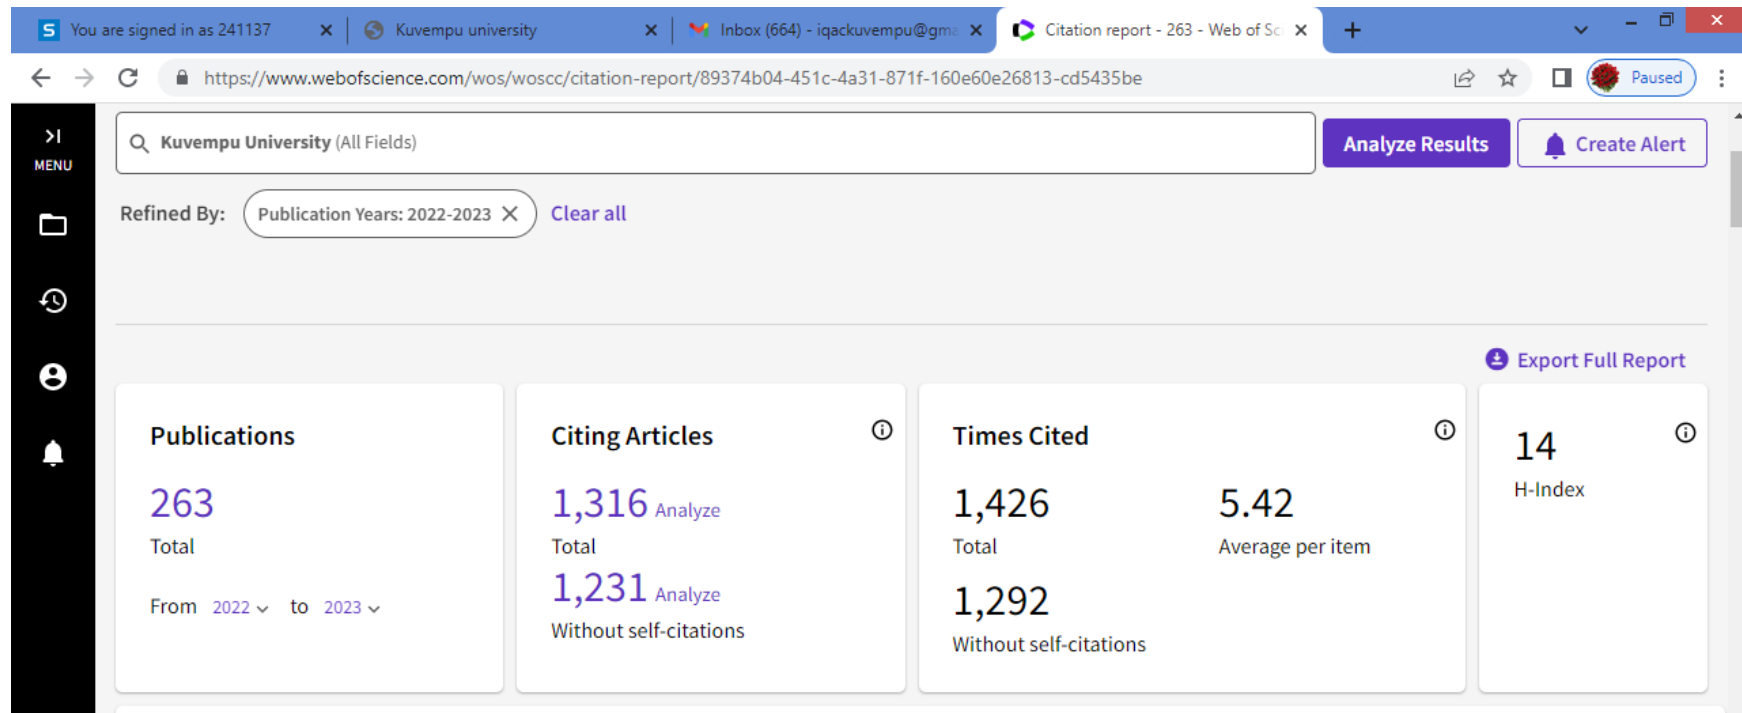 S You are signed in as 241137
Kuvempu university
Inbox (664) - iqackuvempu@gma
Citation report - 263 - Web of Sc
https://www.webofscience.com/wos/woscc/citation-report/89374b04-451c-4a31-871f-160e60e26813-cd5435be
Paused
MENU
Kuvempu University (All Fields)
Analyze Results
Create Alert
Refined By:
Publication Years: 2022-2023
Clear all
Export Full Report
Publications
263
Total
From 2022 to 2023
Citing Articles
1,316 Analyze
Total
1,231 Analyze
Without self-citations
Times Cited
1,426
Total
5.42
Average per item
1,292
Without self-citations
14
H-Index